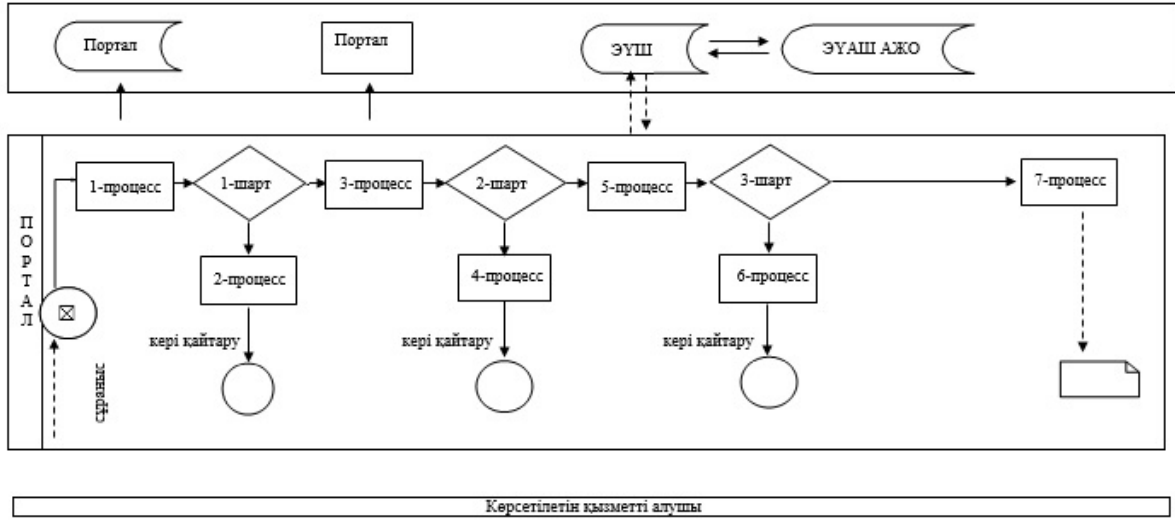 Портал
Портал
ЭҮШ
ЭҮАШ АЖО
ПОРТАЛ
1-процесс
1-шарт
3-процесс
2-шарт
5-процесс
3-шарт
7-процесс
2-процесс
4-процесс
6-процесс
кері қайтару
кері қайтару
кері қайтару
сұраныс
Көрсетілетін қызметті алушы